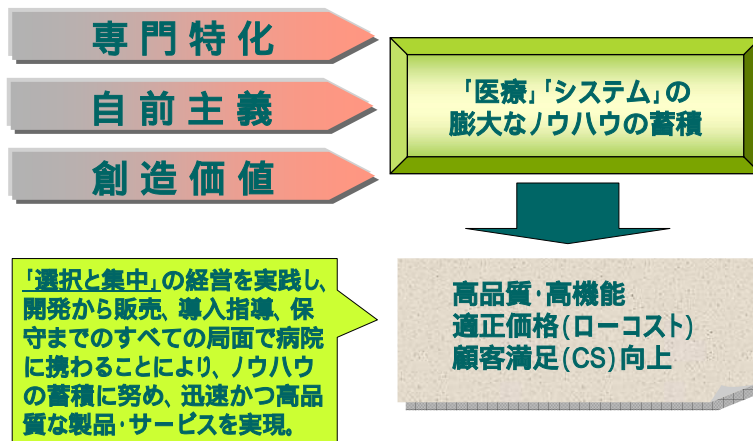 専門特化
自前主義
創造価値
「医療」「システム」の
膨大なノウハウの蓄積
「選択と集中」の経営を実践し、
開発から販売、導入指導、保
守までのすべての局面で病院
に携わることにより、ノウハウ
の蓄積に努め、迅速かつ高品
質な製品・サービスを実現。
高品質・高機能
適正価格(ローコスト)
顧客満足(CS)向上